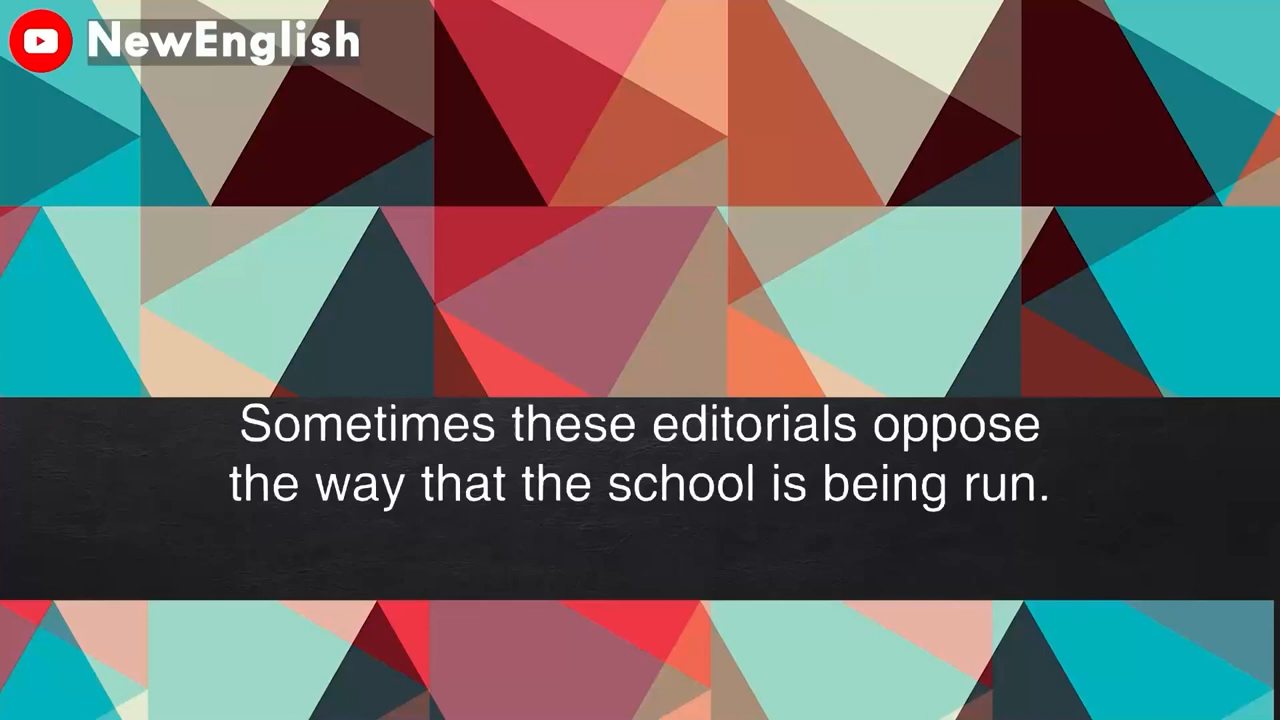 NewEnglish
Sometimes these editorials oppose
the way that the school is being run.